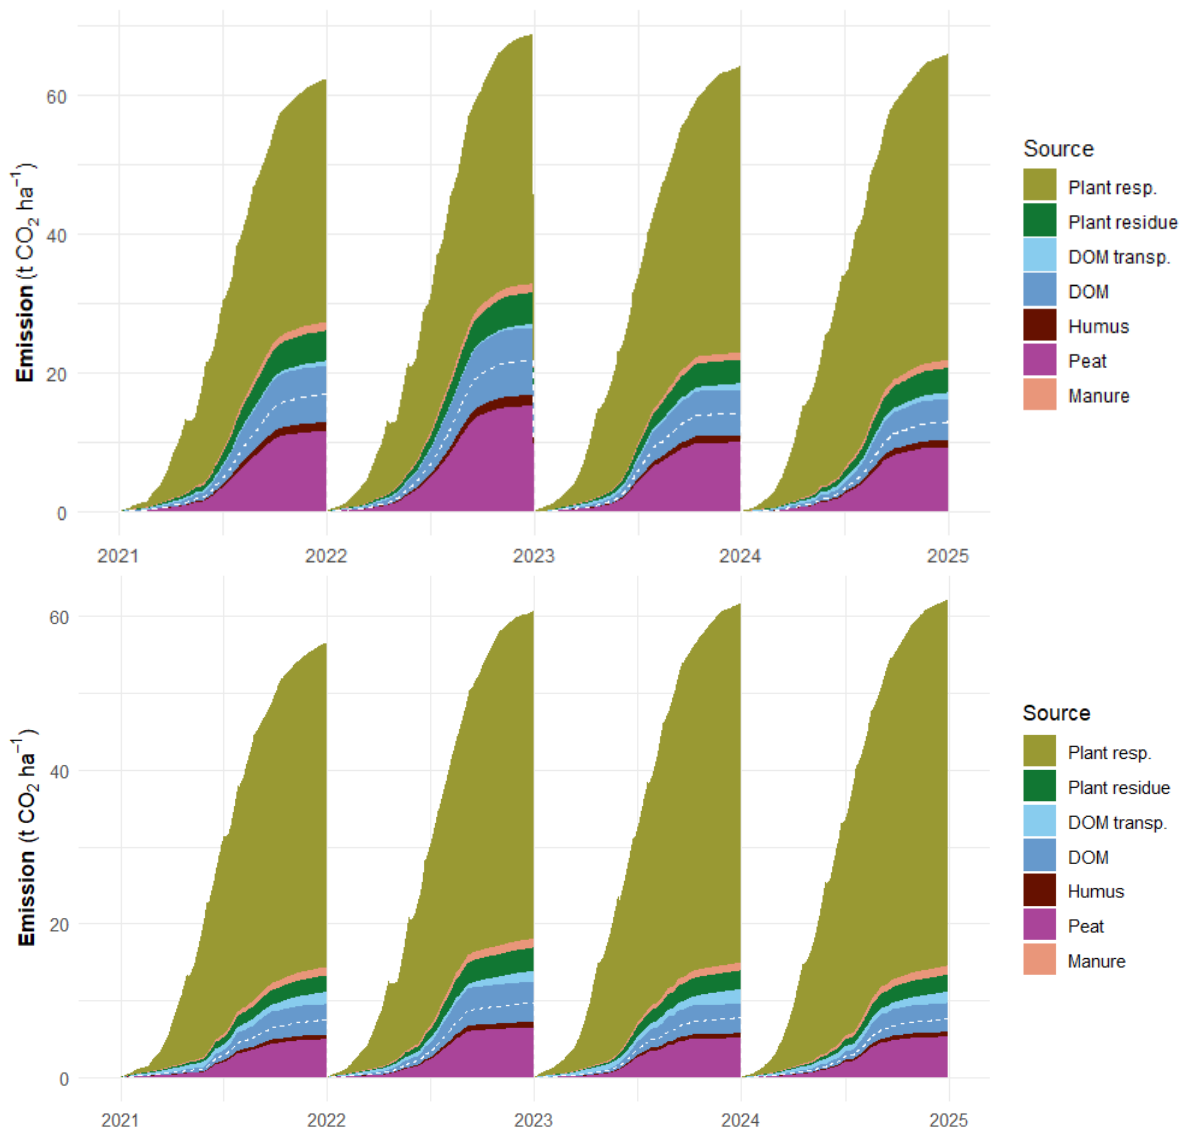 Emission (t CO₂ ha⁻¹)
60
40
20
0
2021 2022 2023 2024 2025
Source
Plant resp.
Plant residue
DOM transp.
DOM
Humus
Peat
Manure
Emission (t CO₂ ha⁻¹)
60
40
20
0
2021 2022 2023 2024 2025
Source
Plant resp.
Plant residue
DOM transp.
DOM
Humus
Peat
Manure